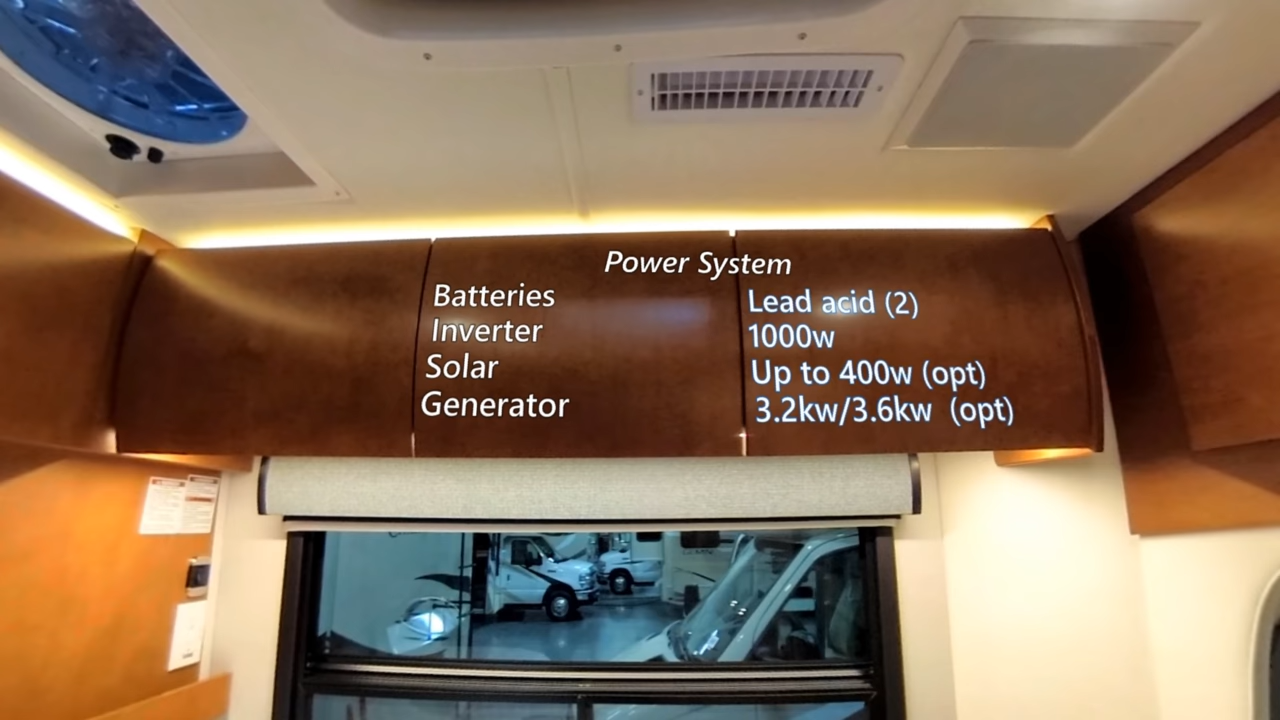 Power System
Batteries Lead acid (2)
Inverter 1000w
Solar Up to 400w (opt)
Generator 3.2kw/3.6kw (opt)